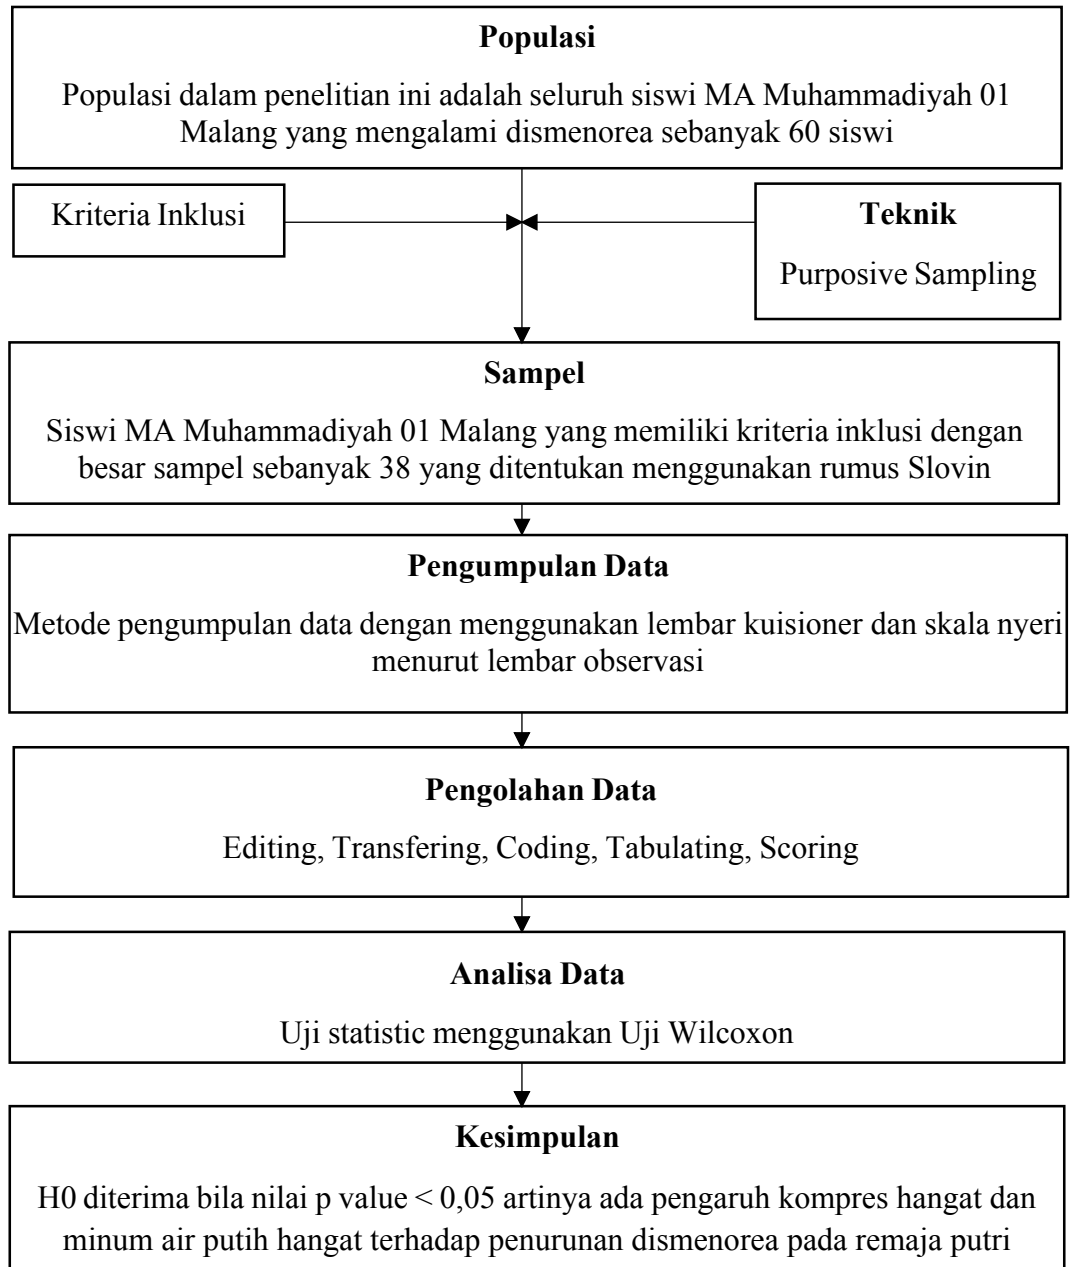 Populasi
Populasi dalam penelitian ini adalah seluruh siswi MA Muhammadiyah 01
Malang yang mengalami dismenorea sebanyak 60 siswi
Kriteria Inklusi
Teknik
Purposive Sampling
Sampel
Siswi MA Muhammadiyah 01 Malang yang memiliki kriteria inklusi dengan
besar sampel sebanyak 38 yang ditentukan menggunakan rumus Slovin
Pengumpulan Data
Metode pengumpulan data dengan menggunakan lembar kuisioner dan skala nyeri
menurut lembar observasi
Pengolahan Data
Editing, Transfering, Coding, Tabulating, Scoring
Analisa Data
Uji statistic menggunakan Uji Wilcoxon
Kesimpulan
H0 diterima bila nilai p value < 0,05 artinya ada pengaruh kompres hangat dan
minum air putih hangat terhadap penurunan dismenorea pada remaja putri